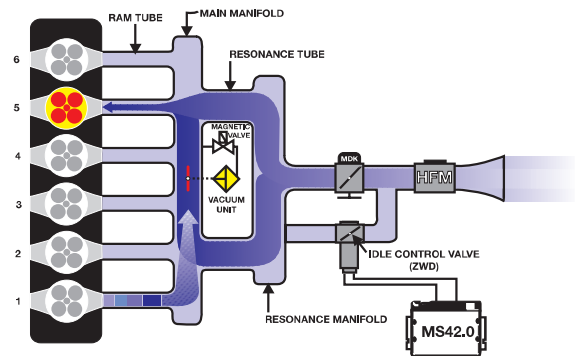 RAM TUBE
MAIN MANIFOLD
RESONANCE TUBE
6
5
4
3
2
1
MAGNETIC
VALVE
VACUUM
UNIT
MDK
HFM
IDLE CONTROL VALVE
(ZWD)
RESONANCE MANIFOLD
MS42.0